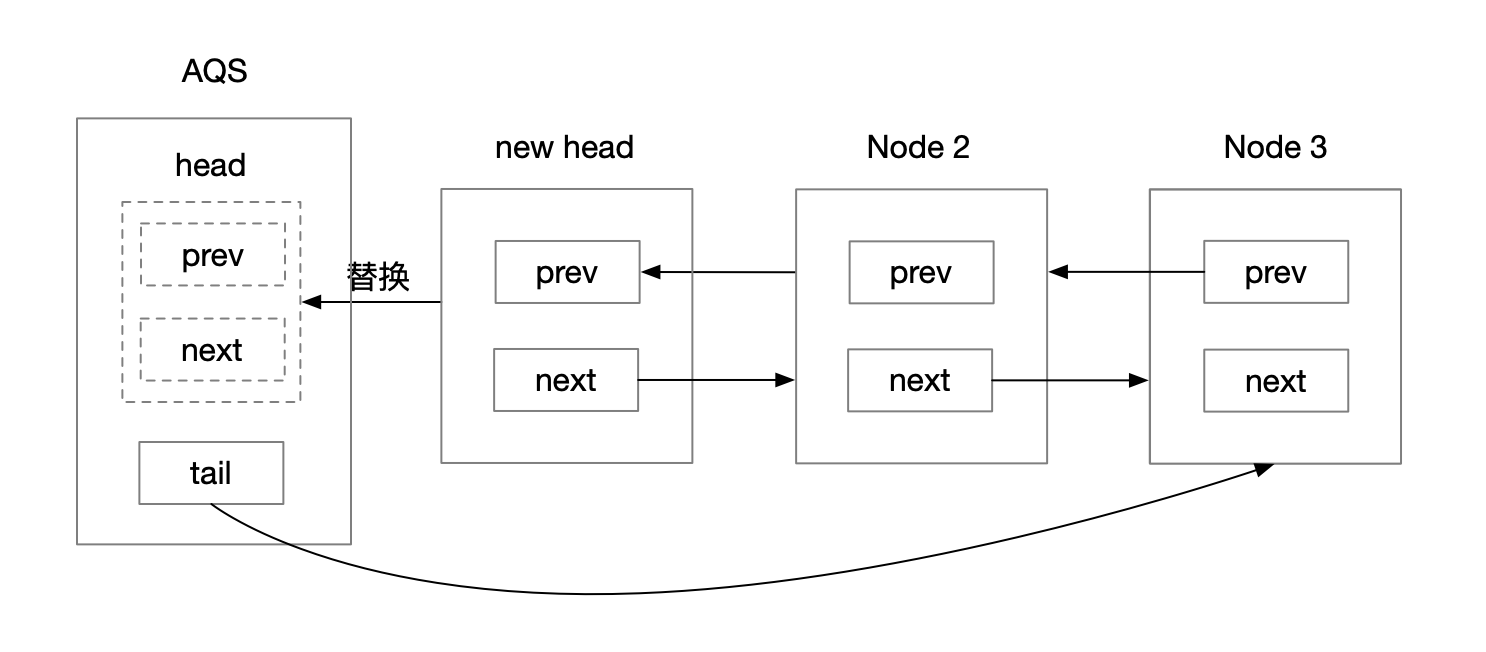 AQS
head
prev
next
tail
替换
new head
prev
next
Node 2
prev
next
Node 3
prev
next